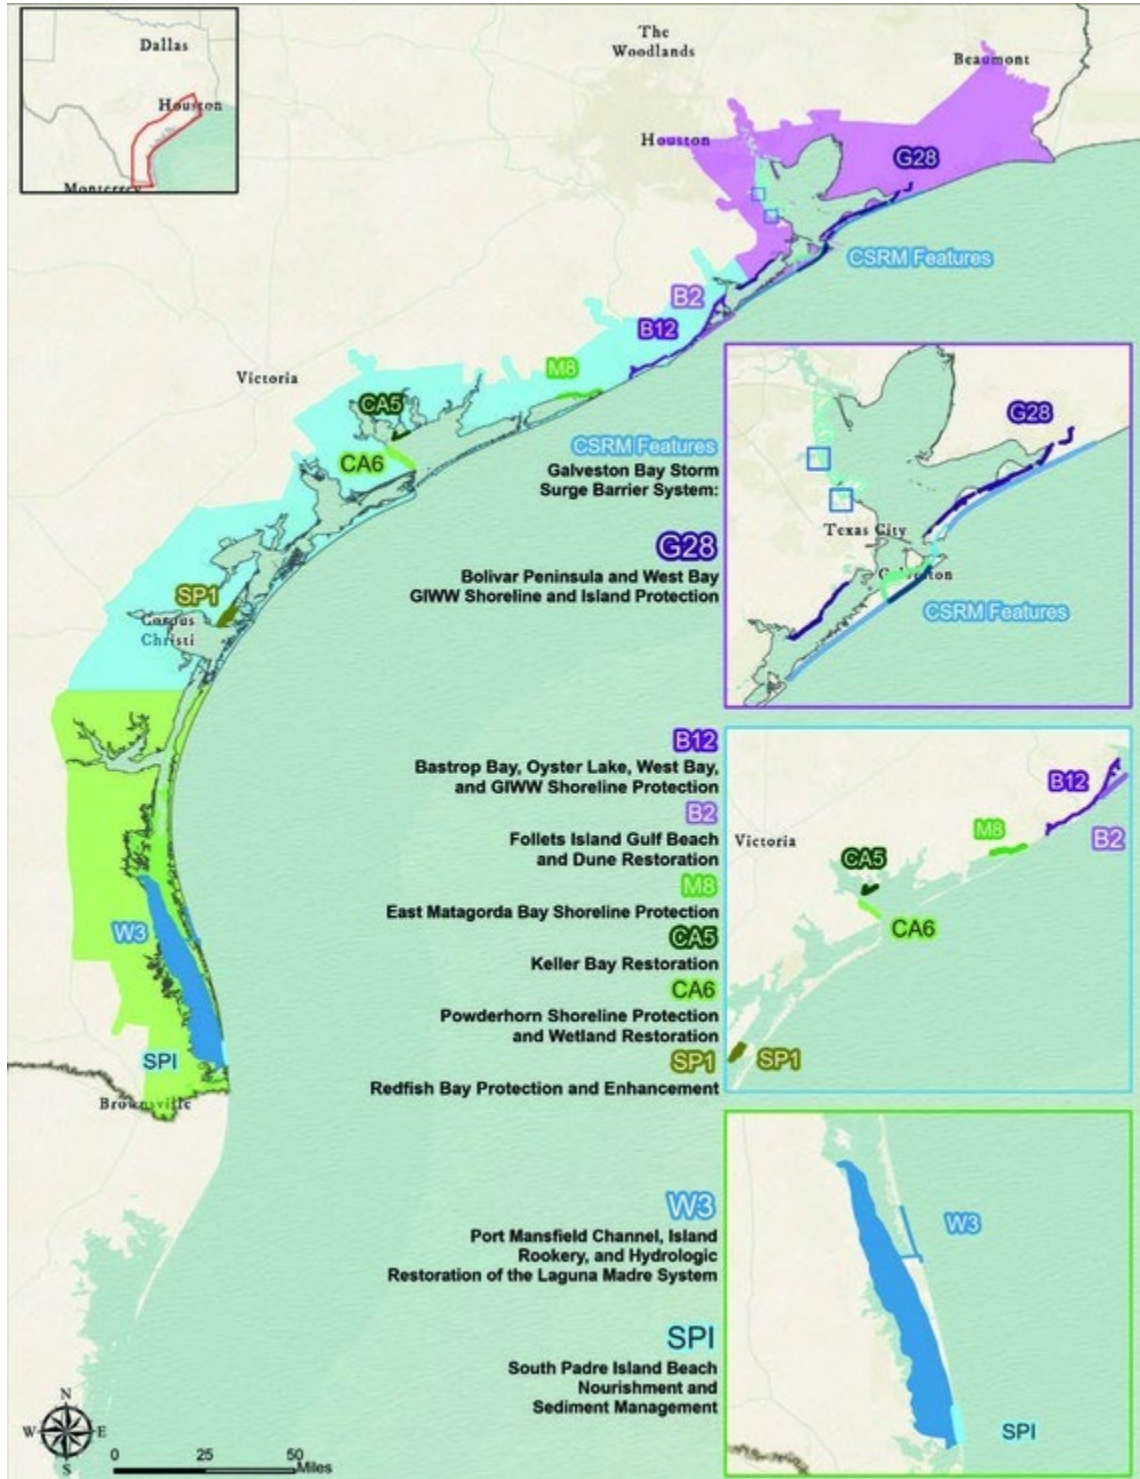 Dallas
Houston
Monterrey
The
Woodlands
Beaumont
Houston
G28
CSRM Features
B2
B12
M8
Victoria
CA5
CA6
SP1
Corpus
Christi
W3
SPI
Brownsville
CSRM Features
Galveston Bay Storm
Surge Barrier System:
G28
Bolivar Peninsula and West Bay
GIWW Shoreline and Island Protection
G28
Texas City
Galveston
CSRM Features
B12
Bastrop Bay, Oyster Lake, West Bay,
and GIWW Shoreline Protection
B2
Follets Island Gulf Beach
and Dune Restoration
M8
East Matagorda Bay Shoreline Protection
CA5
Keller Bay Restoration
CA6
Powderhorn Shoreline Protection
and Wetland Restoration
SP1
Redfish Bay Protection and Enhancement
B12
B2
M8
Victoria
CA5
CA6
SP1
W3
Port Mansfield Channel, Island
Rookery, and Hydrologic
Restoration of the Laguna Madre System
SPI
South Padre Island Beach
Nourishment and
Sediment Management
W3
SPI
N
W E
S
0 25 50
Miles